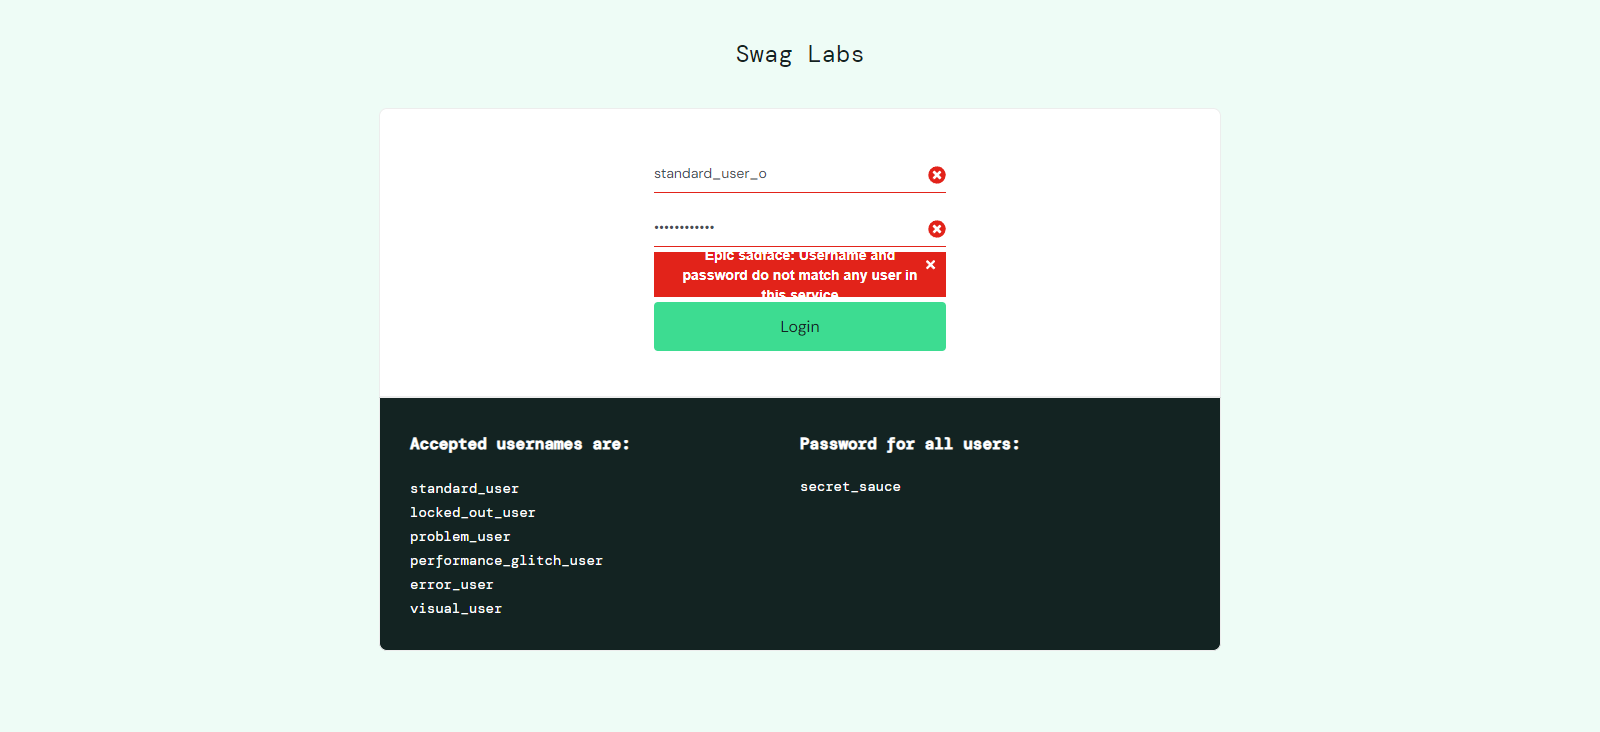 Swag Labs
standard_user_o
••••••••••••
Epic sadface: Username and
password do not match any user in
this service
Login
Accepted usernames are:
standard_user
locked_out_user
problem_user
performance_glitch_user
error_user
visual_user
Password for all users:
secret_sauce